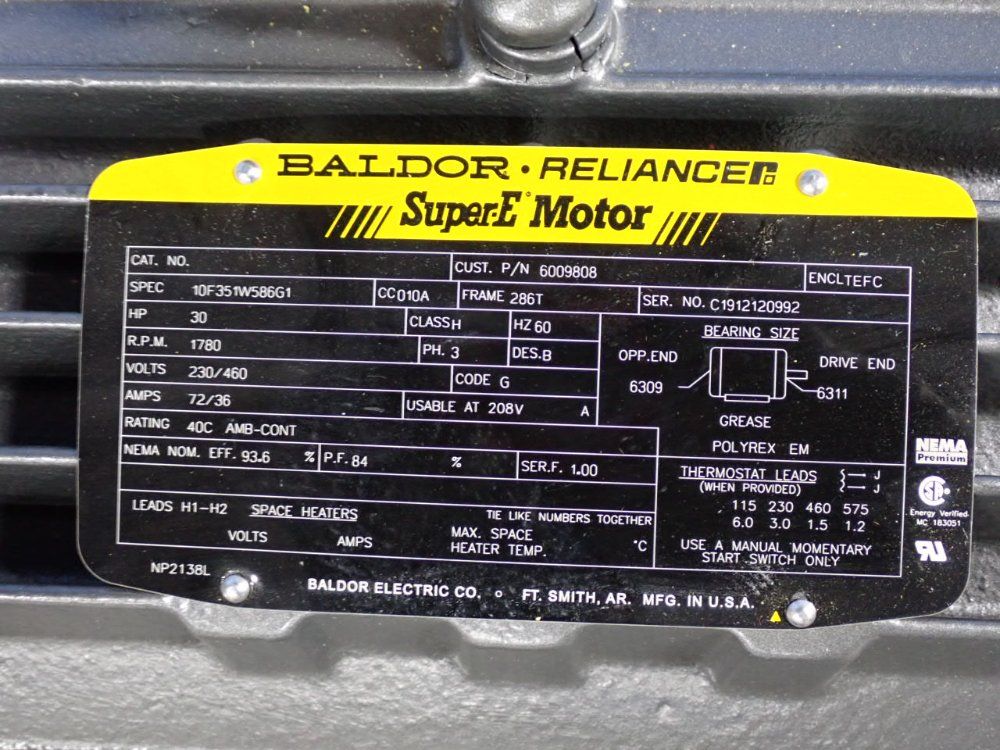 BALDOR • RELIANCE
Super-E® Motor
CAT. NO.
CUST. P/N 6009808
ENCL TEFC
SPEC 10F351W586G1
CC 010A
FRAME 286T
SER. NO. C1912120992
HP 30
CLASS H
HZ 60
R.P.M. 1780
PH. 3
DES. B
VOLTS 230/460
CODE G
AMPS 72/36
USABLE AT 208V A
RATING 40C AMB-CONT
NEMA NOM. EFF. 93.6 %
P.F. 84 %
SER.F. 1.00
BEARING SIZE
OPP.END
DRIVE END
6309
6311
GREASE
POLYREX EM
THERMOSTAT LEADS J
(WHEN PROVIDED) J
115 230 460 575
6.0 3.0 1.5 1.2
USE A MANUAL MOMENTARY
START SWITCH ONLY
LEADS H1-H2 SPACE HEATERS
TIE LIKE NUMBERS TOGETHER
VOLTS
AMPS
MAX. SPACE
HEATER TEMP. °C
NEMA
Premium
Energy Verified
MC 183051
NP2138L
BALDOR ELECTRIC CO. ° FT. SMITH, AR. MFG. IN U.S.A.